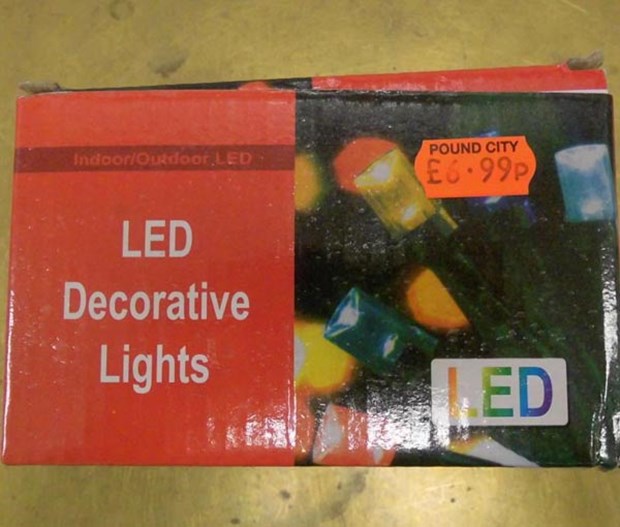 Indoor/Outdoor LED
LED
Decorative
Lights
POUND CITY
£6.99P
LED